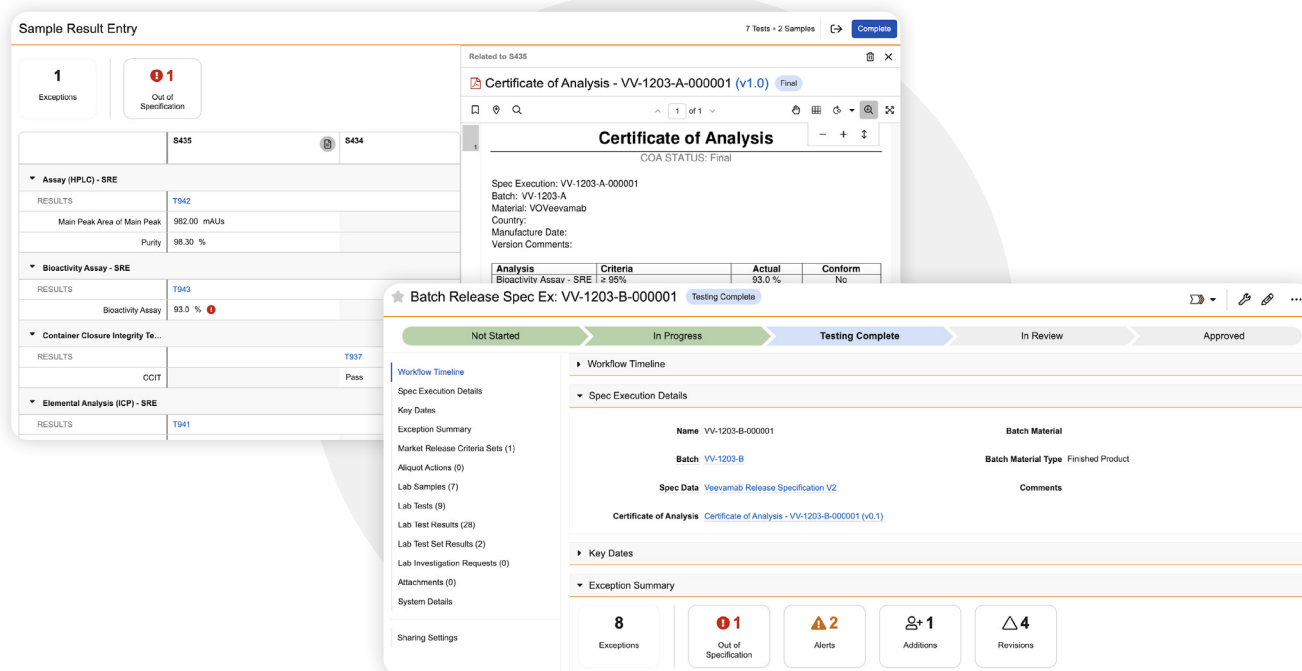 Sample Result Entry
7 Tests • 2 Samples
Complete
1
Exceptions
1
Out of
Specification
S435
S434
Assay (HPLC) - SRE
RESULTS
T942
Main Peak Area of Main Peak
982.00 mAUs
Purity
98.30 %
Bioactivity Assay - SRE
RESULTS
T943
Bioactivity Assay
93.0 %
Container Closure Integrity Te...
RESULTS
T937
CCIT
Pass
Elemental Analysis (ICP) - SRE
RESULTS
T941
Related to S435
Certificate of Analysis - VV-1203-A-000001 (v1.0) Final
1 of 1
1
Certificate of Analysis
COA STATUS: Final
Spec Execution: VV-1203-A-000001
Batch: VV-1203-A
Material: VOVeevamab
Country:
Manufacture Date:
Version Comments:
Analysis Criteria Actual Conform
Bioactivity Assay - SRE ≥ 95% 93.0 % No
Batch Release Spec Ex: VV-1203-B-000001 Testing Complete
Not Started
In Progress
Testing Complete
In Review
Approved
Workflow Timeline
Spec Execution Details
Key Dates
Exception Summary
Market Release Criteria Sets (1)
Aliquot Actions (0)
Lab Samples (7)
Lab Tests (9)
Lab Test Results (28)
Lab Test Set Results (2)
Lab Investigation Requests (0)
Attachments (0)
System Details
Sharing Settings
Workflow Timeline
Spec Execution Details
Name VV-1203-B-000001
Batch Material
Batch VV-1203-B
Batch Material Type Finished Product
Spec Data Veevamab Release Specification V2
Comments
Certificate of Analysis Certificate of Analysis - VV-1203-B-000001 (v0.1)
Key Dates
Exception Summary
8
Exceptions
1
Out of
Specification
2
Alerts
1
Additions
4
Revisions